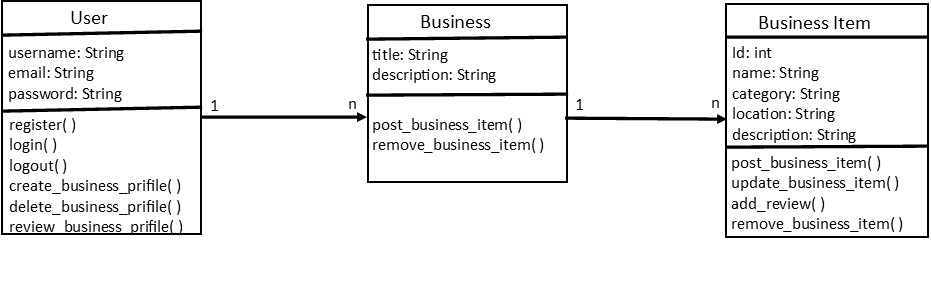 User
username: String
email: String
password: String
register( )
login( )
logout( )
create_business_prifile( )
delete_business_prifile( )
review_business_prifile( )
1
n
Business
title: String
description: String
post_business_item( )
remove_business_item( )
1
n
Business Item
Id: int
name: String
category: String
location: String
description: String
post_business_item( )
update_business_item( )
add_review( )
remove_business_item( )